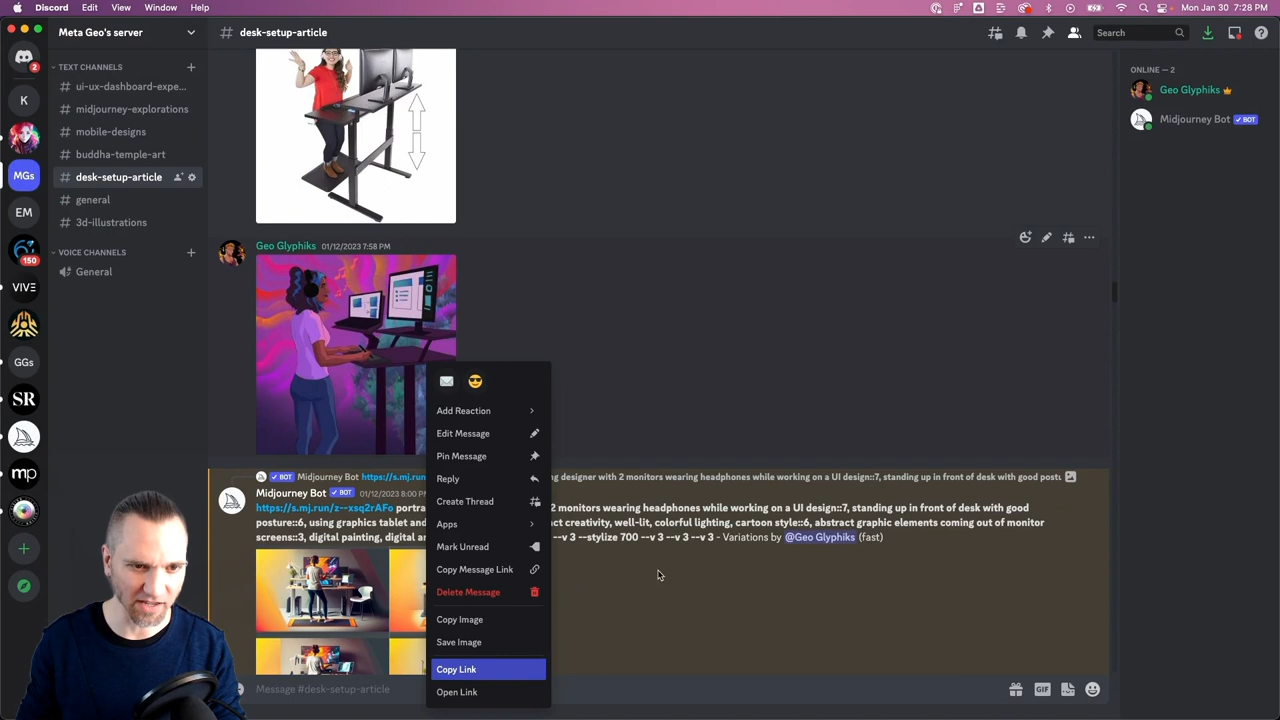 Discord Edit View Window Help
Mon Jan 30 7:28 PM
Meta Geo's server
# desk-setup-article
Search
2
K
MGs
EM
150
VIVE
GGs
SR
mp
TEXT CHANNELS
# ui-ux-dashboard-expe...
# midjourney-explorations
# mobile-designs
# buddha-temple-art
# desk-setup-article
# general
# 3d-illustrations
VOICE CHANNELS
General
Geo Glyphiks 01/12/2023 7:58 PM
Add Reaction
Edit Message
Pin Message
Reply
Create Thread
Apps
Mark Unread
Copy Message Link
Delete Message
Copy Image
Save Image
Copy Link
Open Link
BOT Midjourney Bot https://s.mj.run designer with 2 monitors wearing headphones while working on a UI design::7, standing up in front of desk with good
Midjourney Bot BOT 01/12/2023 8:00 PM
https://s.mj.run/z--xsq2rAFo 2 monitors wearing headphones while working on a UI design::7, standing up in front of desk with good
posture::6, using graphics tablet and creativity, well-lit, colorful lighting, cartoon style::6, abstract graphic elements coming out of monitor
screens::3, digital painting, digital --v 3 --stylize 700 --v 3 --v 3 --v 3 - Variations by @Geo Glyphiks (fast)
Message #desk-setup-article
GIF
ONLINE — 2
Geo Glyphiks
Midjourney Bot BOT